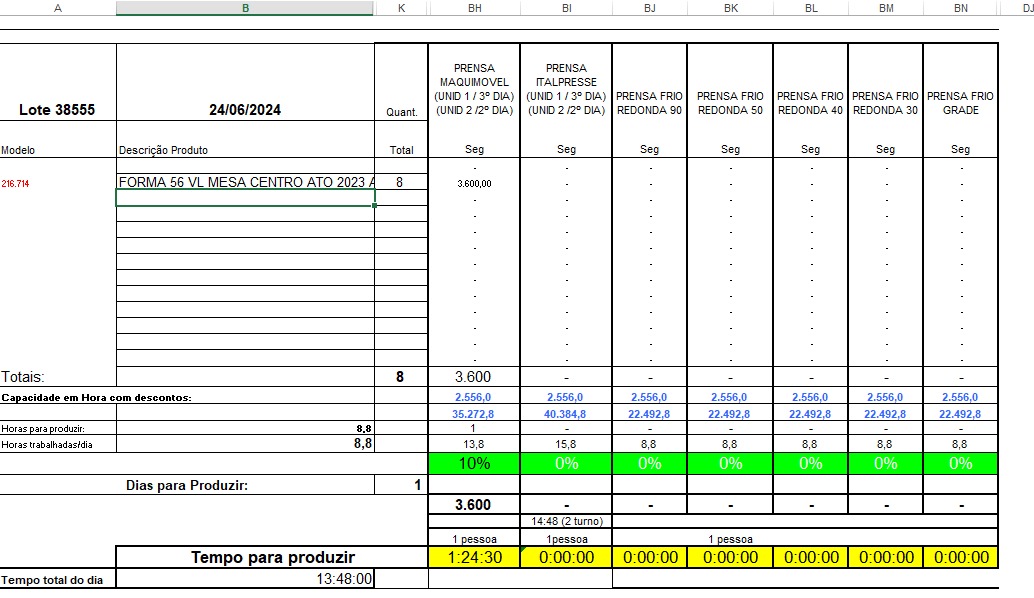 A B K BH BI BJ BK BL BM BN DJ
PRENSA PRENSA
MAQUIMOVEL ITALPRESSE
(UNID 1 / 3º DIA) (UNID 1 / 3º DIA) PRENSA FRIO PRENSA FRIO PRENSA FRIO PRENSA FRIO PRENSA FRIO
Lote 38555 24/06/2024 Quant. (UNID 2 /2º DIA) (UNID 2 /2º DIA) REDONDA 90 REDONDA 50 REDONDA 40 REDONDA 30 GRADE
Modelo Descrição Produto Total Seg Seg Seg Seg Seg Seg Seg
- - - - - - -
216.714 FORMA 56 VL MESA CENTRO ATO 2023 A 8 3.600,00 - - - - - -
- - - - - - -
- - - - - - -
- - - - - - -
- - - - - - -
- - - - - - -
- - - - - - -
- - - - - - -
- - - - - - -
- - - - - - -
- - - - - - -
- - - - - - -
Totais: 8 3.600 - - - - - -
Capacidade em Hora com descontos: 2.556,0 2.556,0 2.556,0 2.556,0 2.556,0 2.556,0 2.556,0
35.272,8 40.384,8 22.492,8 22.492,8 22.492,8 22.492,8 22.492,8
Horas para produzir: 8,8 1 - - - - - -
Horas trabalhadas/dia 8,8 13,8 15,8 8,8 8,8 8,8 8,8 8,8
10% 0% 0% 0% 0% 0% 0%
Dias para Produzir: 1
3.600 - - - - - -
14:48 (2 turno)
1 pessoa 1pessoa 1 pessoa
Tempo para produzir 1:24:30 0:00:00 0:00:00 0:00:00 0:00:00 0:00:00 0:00:00
Tempo total do dia 13:48:00